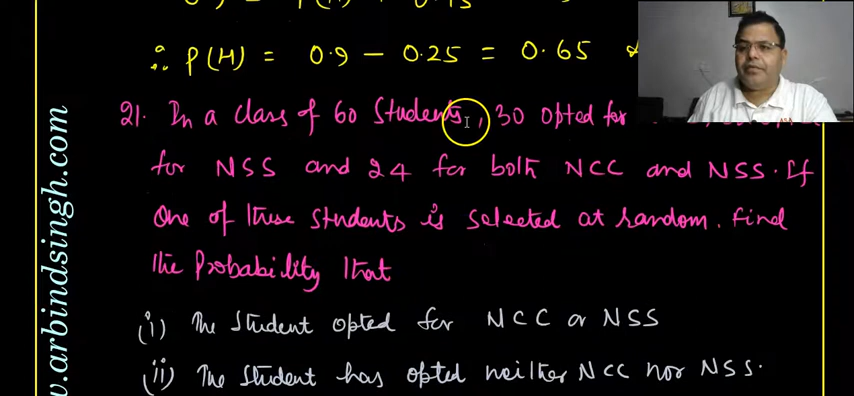 ∴ P(H) = 0.9 - 0.25 = 0.65
21. In a class of 60 students, 30 opted for
for NSS and 24 for both NCC and NSS. If
One of these students is selected at random. Find
the Probability that
(i) The student opted for NCC or NSS
(ii) The student has opted neither NCC nor NSS.
www.arbindsingh.com